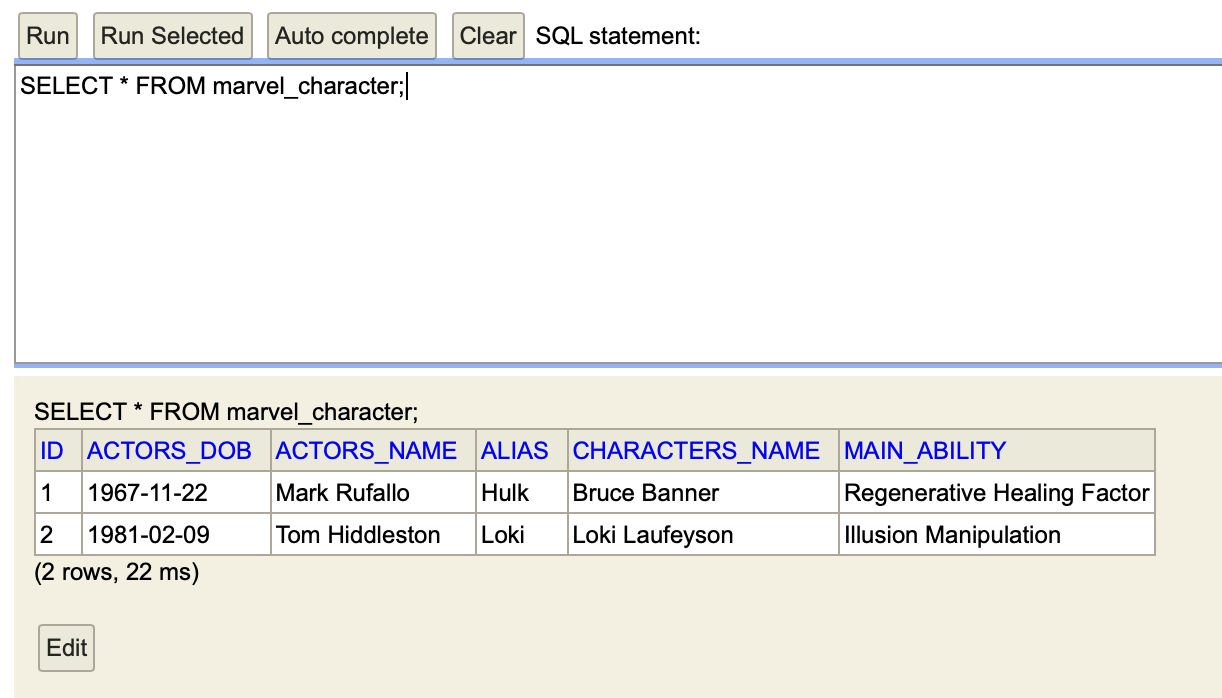 Run Run Selected Auto complete Clear SQL statement:
SELECT * FROM marvel_character;
SELECT * FROM marvel_character;
ID ACTORS_DOB ACTORS_NAME ALIAS CHARACTERS_NAME MAIN_ABILITY
1 1967-11-22 Mark Rufallo Hulk Bruce Banner Regenerative Healing Factor
2 1981-02-09 Tom Hiddleston Loki Loki Laufeyson Illusion Manipulation
(2 rows, 22 ms)
Edit